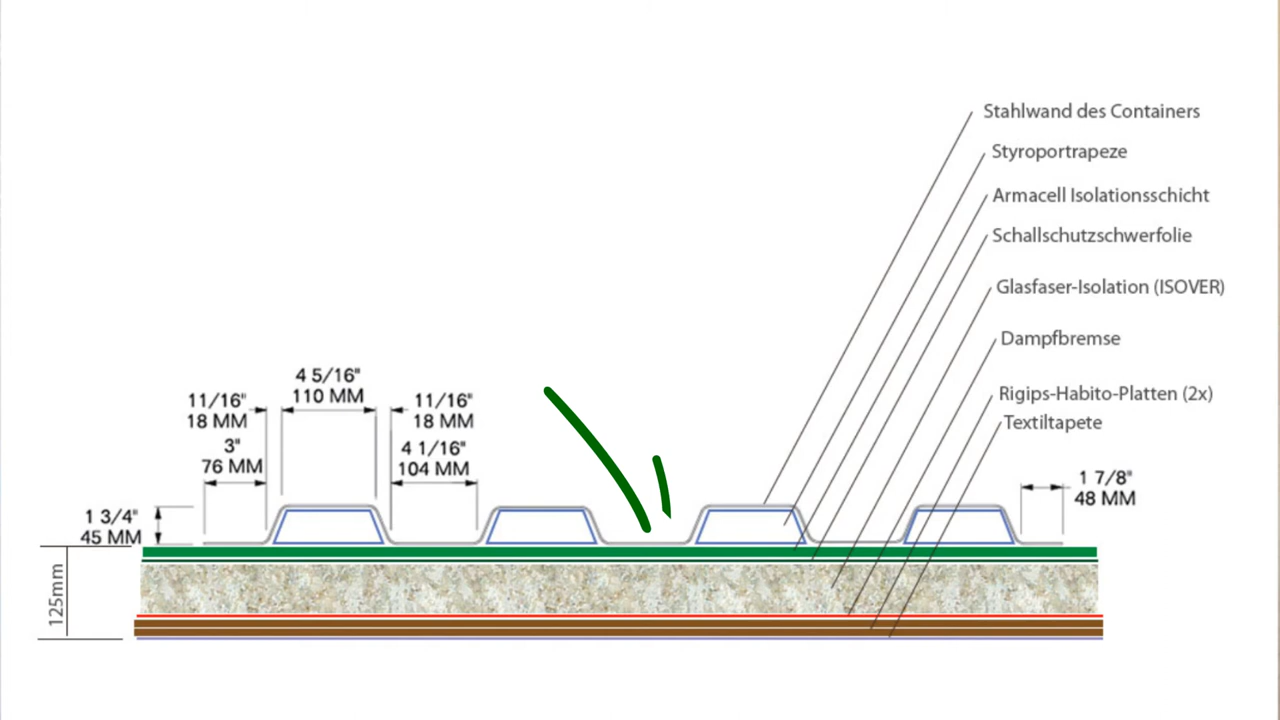 Stahlwand des Containers
Styroportrapeze
Armacell Isolationsschicht
Schallschutzschwerfolie
Glasfaser-Isolation (ISOVER)
Dampfbremse
Rigips-Habito-Platten (2x)
Textiltapete
4 5/16"
110 MM
11/16"
18 MM
11/16"
18 MM
3"
76 MM
4 1/16"
104 MM
1 7/8"
48 MM
1 3/4"
45 MM
125mm